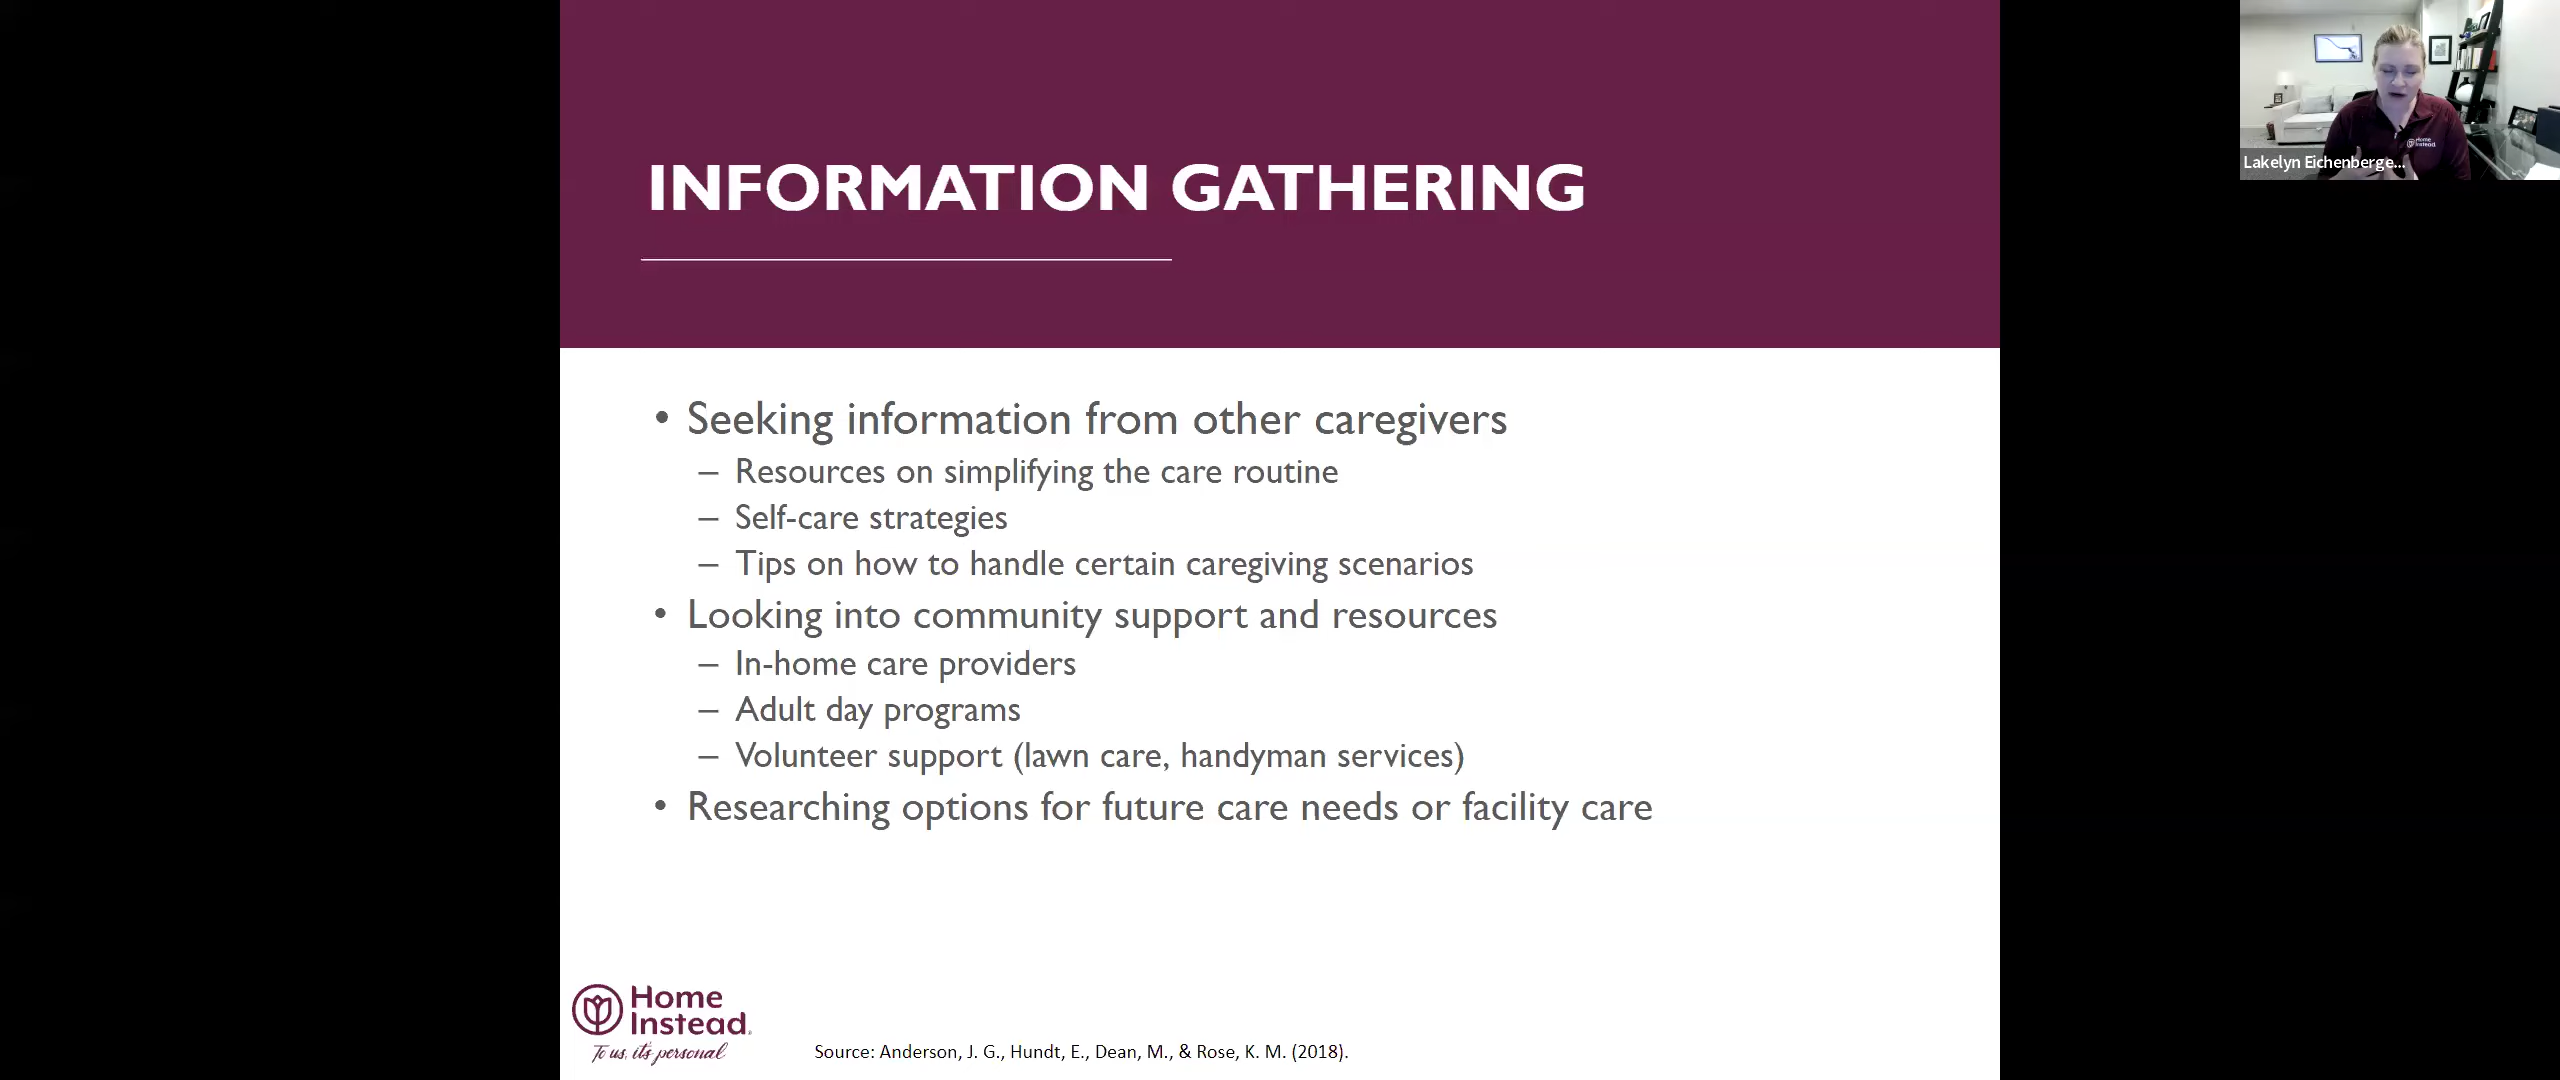 INFORMATION GATHERING
Lakelyn Eichenberge...
• Seeking information from other caregivers
– Resources on simplifying the care routine
– Self-care strategies
– Tips on how to handle certain caregiving scenarios
• Looking into community support and resources
– In-home care providers
– Adult day programs
– Volunteer support (lawn care, handyman services)
• Researching options for future care needs or facility care
Home
Instead
To us, it's personal
Source: Anderson, J. G., Hundt, E., Dean, M., & Rose, K. M. (2018).
Home
Instead